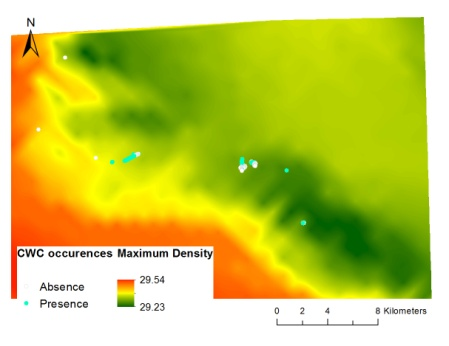 N
CWC occurences Maximum Density
Absence
Presence
29.54
29.23
0 2 4 8 Kilometers